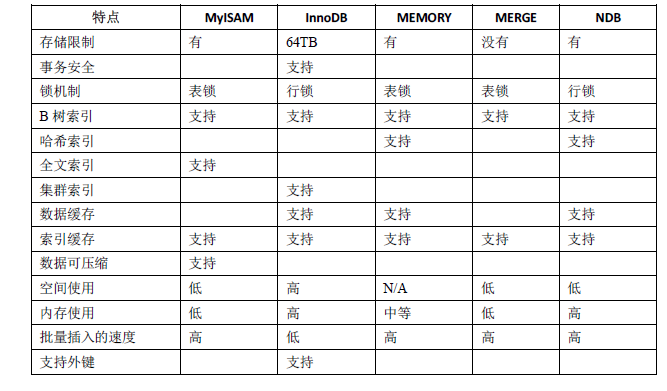 特点 MyISAM InnoDB MEMORY MERGE NDB
存储限制 有 64TB 有 没有 有
事务安全 支持
锁机制 表锁 行锁 表锁 表锁 行锁
B 树索引 支持 支持 支持 支持 支持
哈希索引 支持 支持
全文索引 支持
集群索引 支持
数据缓存 支持 支持 支持
索引缓存 支持 支持 支持 支持 支持
数据可压缩 支持
空间使用 低 高 N/A 低 低
内存使用 低 高 中等 低 高
批量插入的速度 高 低 高 高 高
支持外键 支持